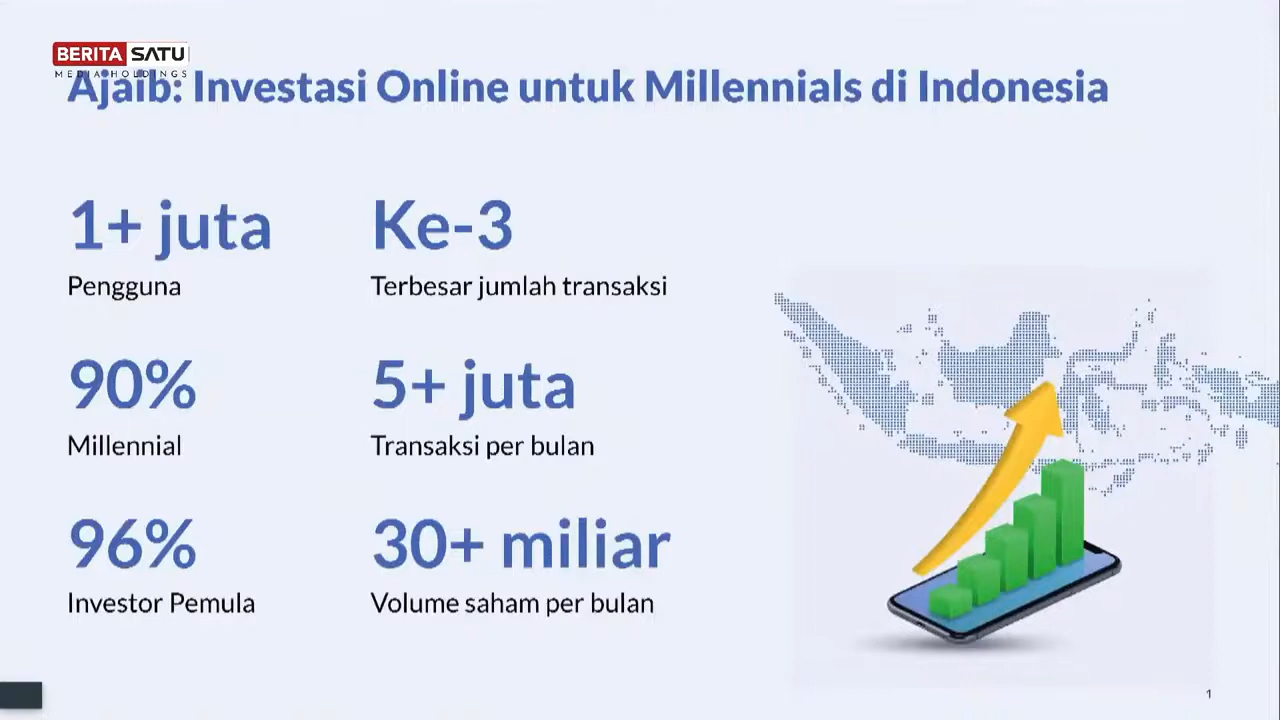 BERITA SATU
MEDIA HOLDINGS
Ajaib: Investasi Online untuk Millennials di Indonesia
1+ juta
Pengguna
Ke-3
Terbesar jumlah transaksi
90%
Millennial
5+ juta
Transaksi per bulan
96%
Investor Pemula
30+ miliar
Volume saham per bulan
1